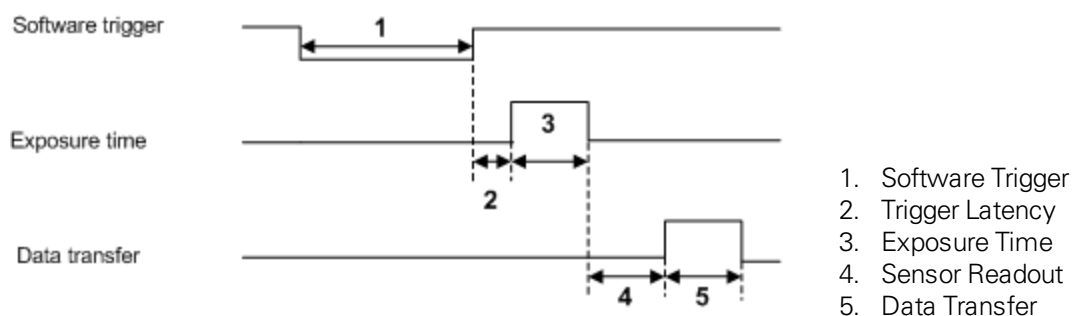 Software trigger
1
Exposure time
3
2
Data transfer
4
5
1. Software Trigger
2. Trigger Latency
3. Exposure Time
4. Sensor Readout
5. Data Transfer